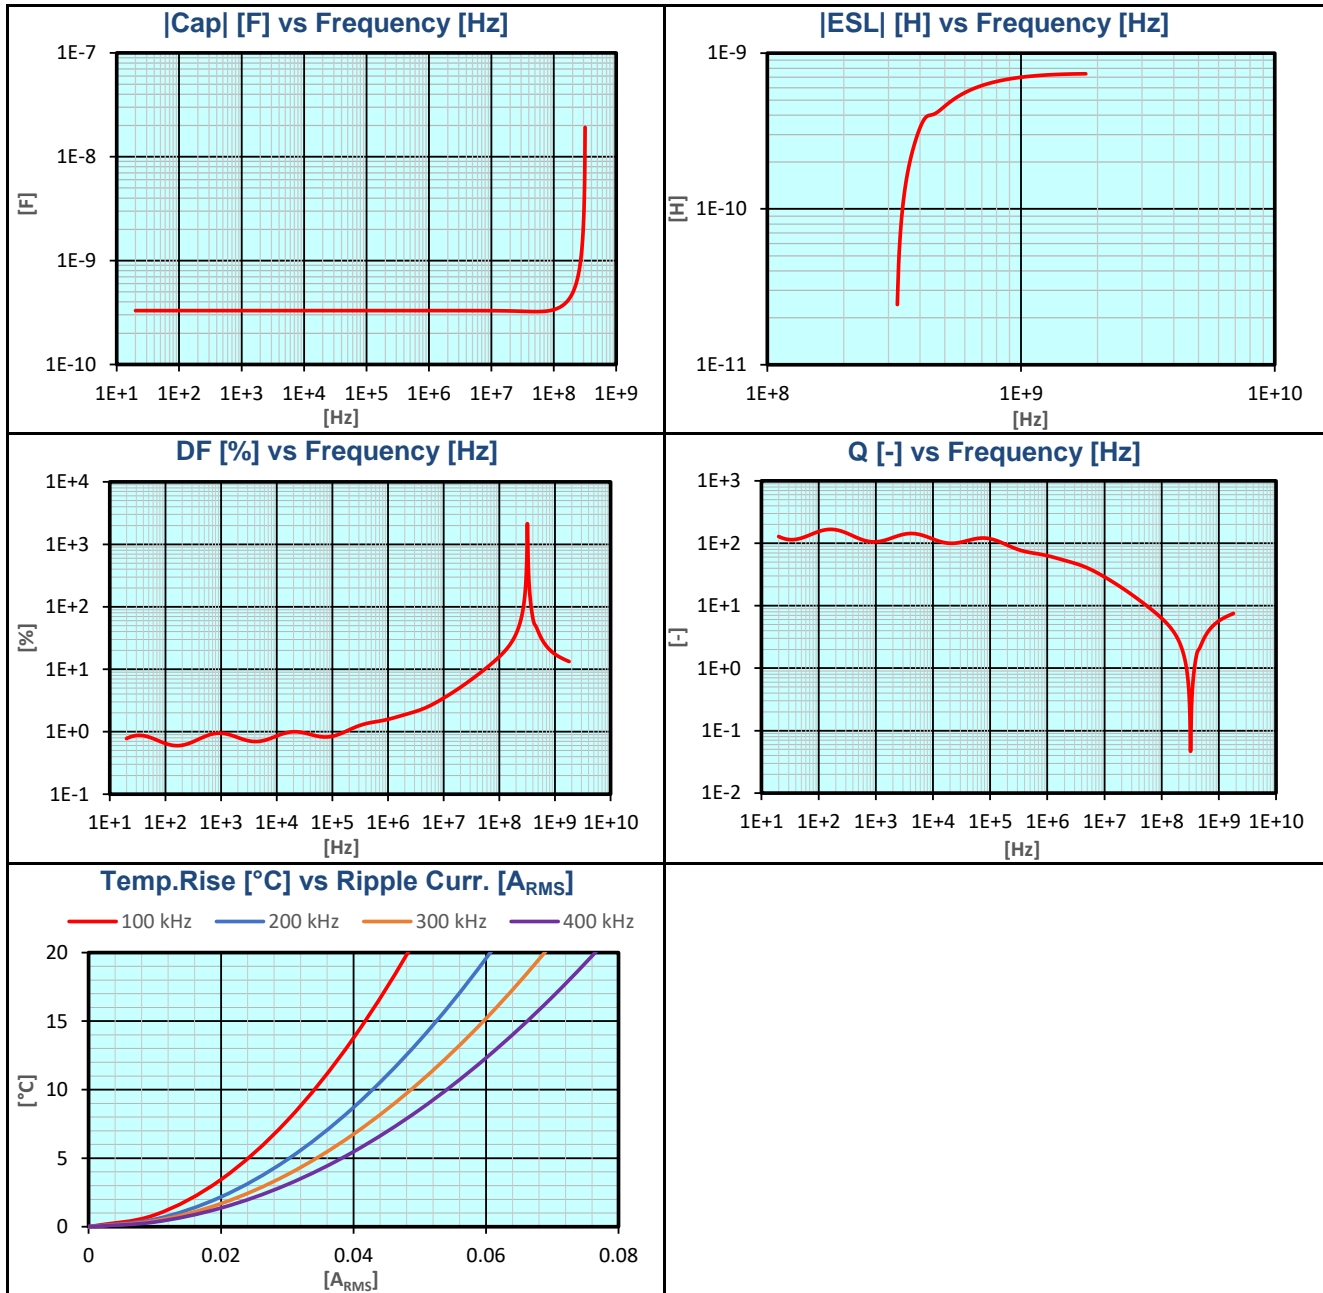 |Cap| [F] vs Frequency [Hz]
1E-7
1E-8
1E-9
1E-10
[F]
1E+1 1E+2 1E+3 1E+4 1E+5 1E+6 1E+7 1E+8 1E+9
[Hz]
|ESL| [H] vs Frequency [Hz]
1E-9
1E-10
1E-11
[H]
1E+8 1E+9 1E+10
[Hz]
DF [%] vs Frequency [Hz]
1E+4
1E+3
1E+2
1E+1
1E+0
1E-1
[%]
1E+1 1E+2 1E+3 1E+4 1E+5 1E+6 1E+7 1E+8 1E+9 1E+10
[Hz]
Q [-] vs Frequency [Hz]
1E+3
1E+2
1E+1
1E+0
1E-1
1E-2
[-]
1E+1 1E+2 1E+3 1E+4 1E+5 1E+6 1E+7 1E+8 1E+9 1E+10
[Hz]
Temp.Rise [°C] vs Ripple Curr. [ARMS]
100 kHz 200 kHz 300 kHz 400 kHz
20
15
10
5
0
[°C]
0 0.02 0.04 0.06 0.08
[ARMS]